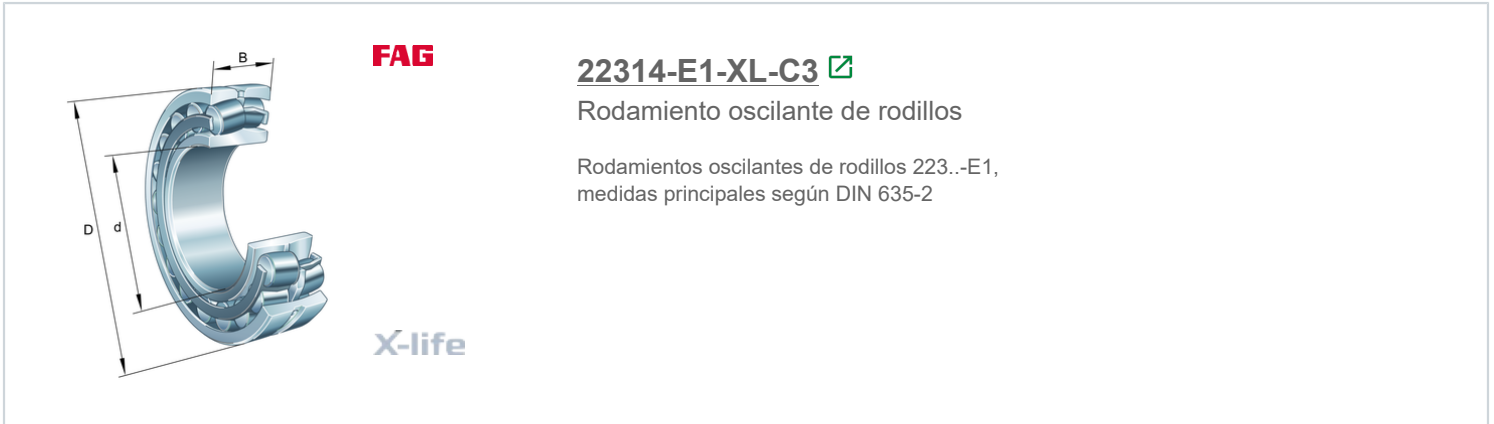 FAG
22314-E1-XL-C3
Rodamiento oscilante de rodillos
Rodamientos oscilantes de rodillos 223..-E1,
medidas principales según DIN 635-2
B
D
d
X-life